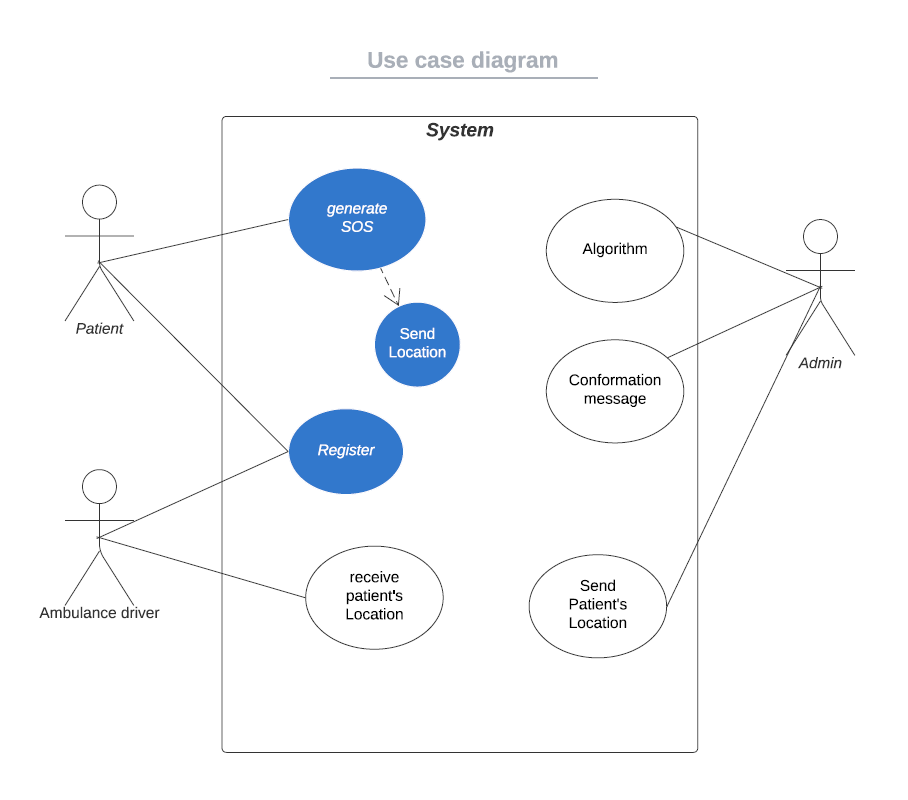 Use case diagram
System
generate
SOS
Algorithm
Patient
Send
Location
Admin
Conformation
message
Register
Ambulance driver
receive
patient's
Location
Send
Patient's
Location